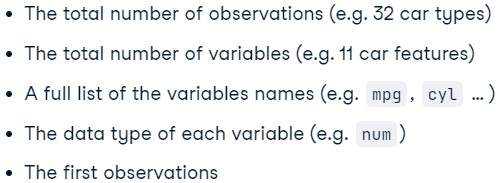 • The total number of observations (e.g. 32 car types)
• The total number of variables (e.g. 11 car features)
• A full list of the variables names (e.g. mpg , cyl ... )
• The data type of each variable (e.g. num )
• The first observations